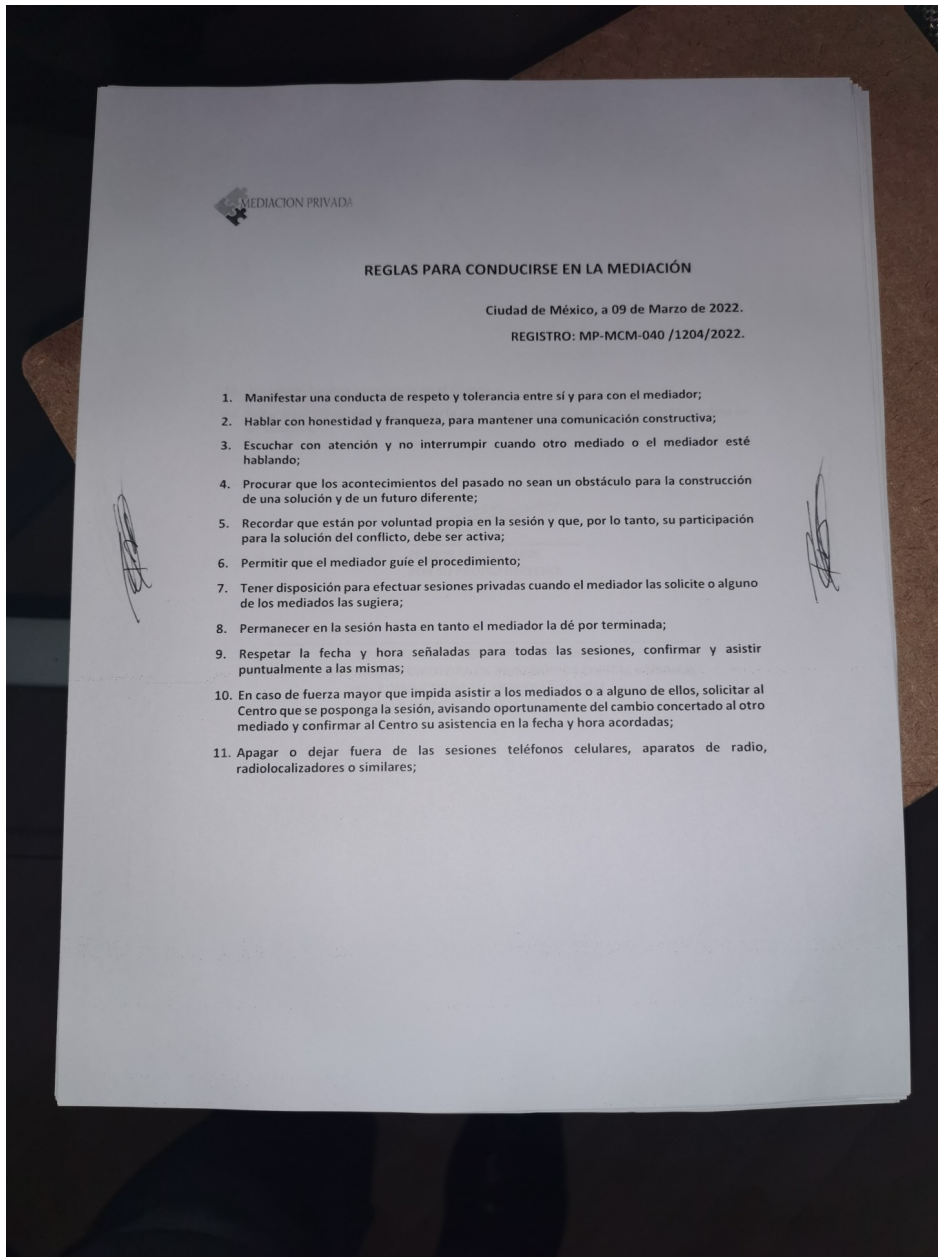 MEDIACION PRIVADA
REGLAS PARA CONDUCIRSE EN LA MEDIACIÓN
Ciudad de México, a 09 de Marzo de 2022.
REGISTRO: MP-MCM-040 /1204/2022.
1. Manifestar una conducta de respeto y tolerancia entre sí y para con el mediador;
2. Hablar con honestidad y franqueza, para mantener una comunicación constructiva;
3. Escuchar con atención y no interrumpir cuando otro mediado o el mediador esté
hablando;
4. Procurar que los acontecimientos del pasado no sean un obstáculo para la construcción
de una solución y de un futuro diferente;
5. Recordar que están por voluntad propia en la sesión y que, por lo tanto, su participación
para la solución del conflicto, debe ser activa;
6. Permitir que el mediador guíe el procedimiento;
7. Tener disposición para efectuar sesiones privadas cuando el mediador las solicite o alguno
de los mediados las sugiera;
8. Permanecer en la sesión hasta en tanto el mediador la dé por terminada;
9. Respetar la fecha y hora señaladas para todas las sesiones, confirmar y asistir
puntualmente a las mismas;
10. En caso de fuerza mayor que impida asistir a los mediados o a alguno de ellos, solicitar al
Centro que se posponga la sesión, avisando oportunamente del cambio concertado al otro
mediado y confirmar al Centro su asistencia en la fecha y hora acordadas;
11. Apagar o dejar fuera de las sesiones teléfonos celulares, aparatos de radio,
radiolocalizadores o similares;